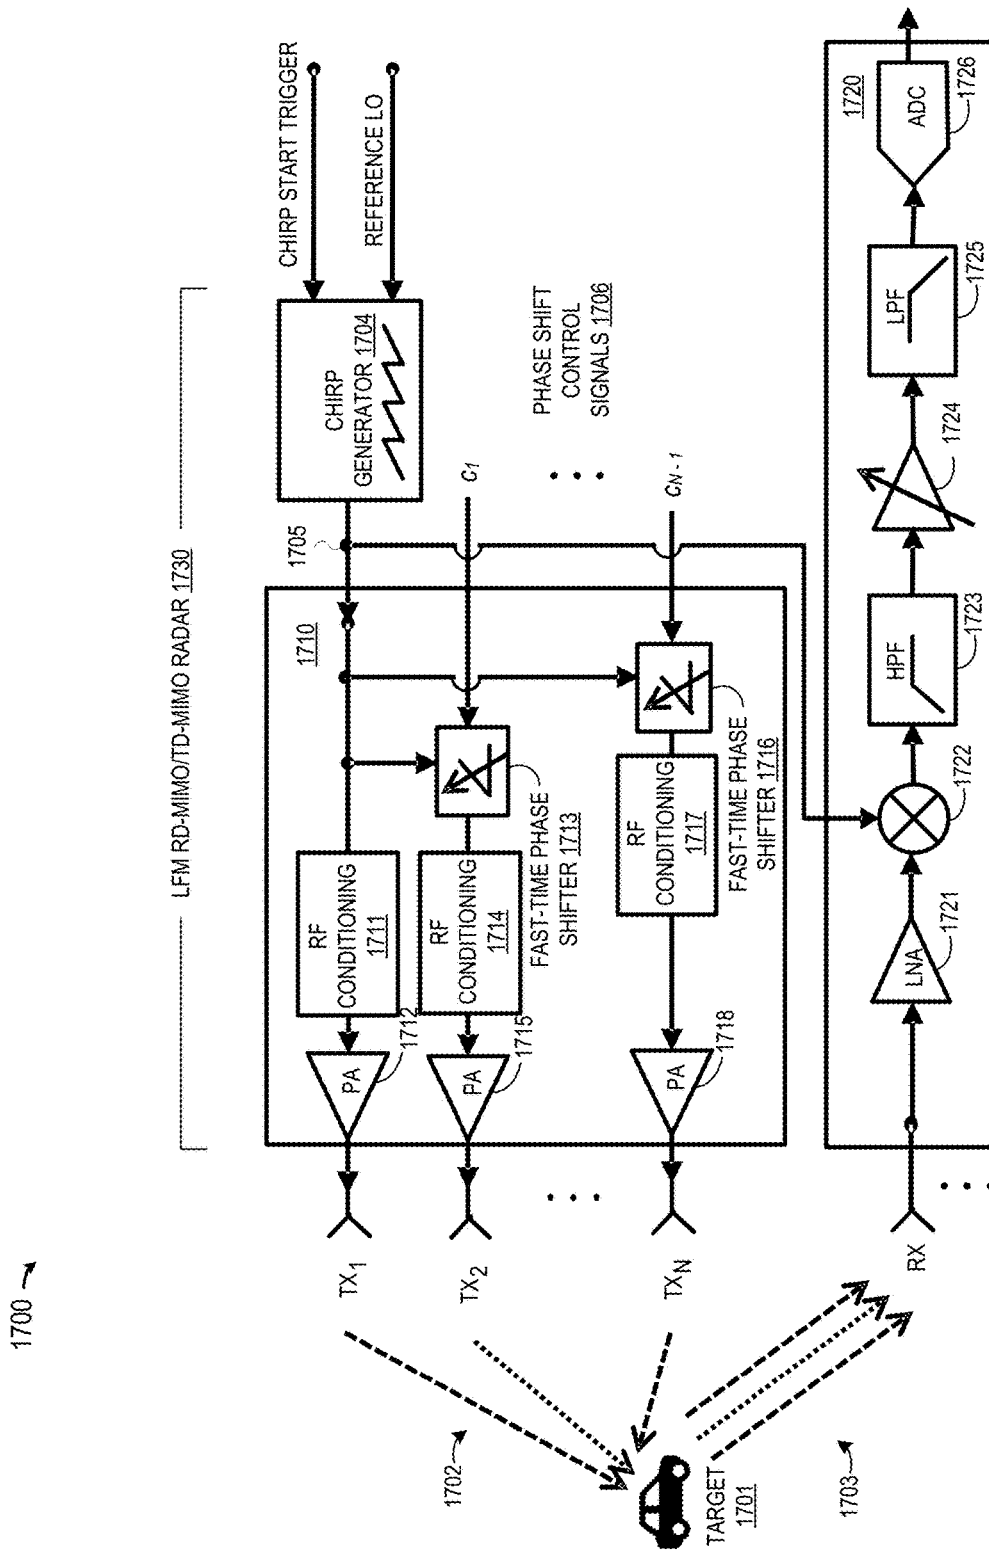 1700
LFM RD-MIMO/TD-MIMO RADAR 1730
CHIRP START TRIGGER
REFERENCE LO
CHIRP
GENERATOR 1704
1705
1710
PHASE SHIFT
CONTROL
SIGNALS 1706
C1
CN-1
RF
CONDITIONING
1711
PA
1712
TX1
FAST-TIME PHASE
SHIFTER 1713
RF
CONDITIONING
1714
PA
1715
TX2
FAST-TIME PHASE
SHIFTER 1716
RF
CONDITIONING
1717
PA
1718
TXN
1702
TARGET
1701
1703
RX
LNA
1721
1722
HPF
1723
1724
LPF
1725
ADC
1726
1720